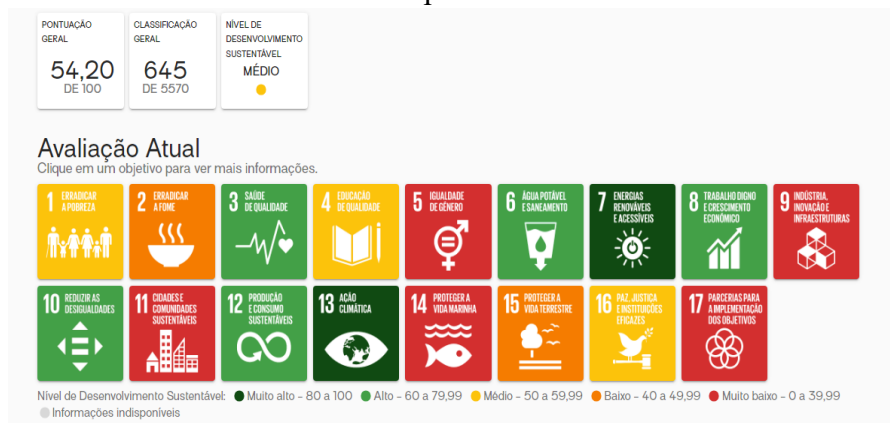 PONTUAÇÃO
GERAL
54,20
DE 100
CLASSIFICAÇÃO
GERAL
645
DE 5570
NÍVEL DE
DESENVOLVIMENTO
SUSTENTÁVEL
MÉDIO
Avaliação Atual
Clique em um objetivo para ver mais informações.
1 ERRADICAR
A POBREZA
2 ERRADICAR
A FOME
3 SAÚDE
DE QUALIDADE
4 EDUCAÇÃO
DE QUALIDADE
5 IGUALDADE
DE GÉNERO
6 ÁGUA POTÁVEL
E SANEAMENTO
7 ENERGIAS
RENOVÁVEIS
E ACESSÍVEIS
8 TRABALHO DIGNO
E CRESCIMENTO
ECONÓMICO
9 INDÚSTRIA,
INOVAÇÃO E
INFRAESTRUTURAS
10 REDUZIR AS
DESIGUALDADES
11 CIDADES E
COMUNIDADES
SUSTENTÁVEIS
12 PRODUÇÃO
E CONSUMO
SUSTENTÁVEIS
13 AÇÃO
CLIMÁTICA
14 PROTEGER A
VIDA MARINHA
15 PROTEGER A
VIDA TERRESTRE
16 PAZ, JUSTIÇA
E INSTITUIÇÕES
EFICAZES
17 PARCERIAS PARA
A IMPLEMENTAÇÃO
DOS OBJETIVOS
Nível de Desenvolvimento Sustentável: Muito alto - 80 a 100 Alto - 60 a 79,99 Médio - 50 a 59,99 Baixo - 40 a 49,99 Muito baixo - 0 a 39,99
Informações indisponíveis